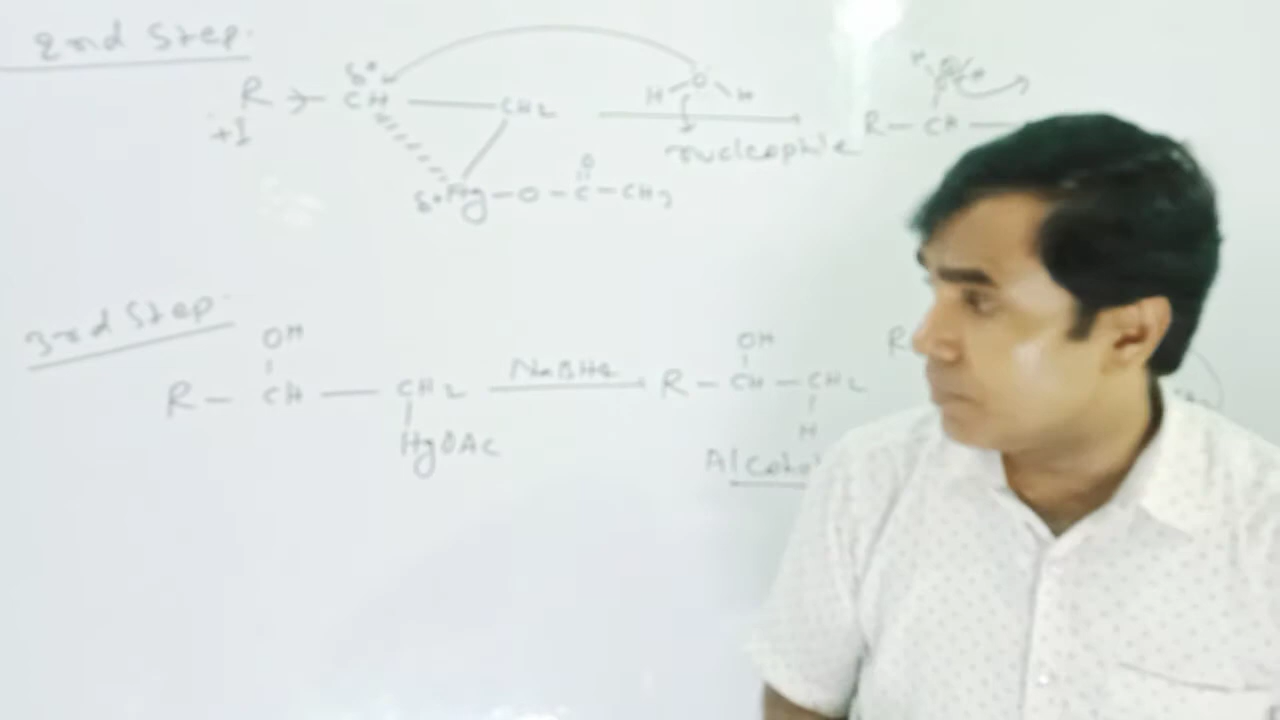 2nd Step.
R > CH — CH2
+I
δ+
H O H
nucleophile
R — CH —
δ+ Hg — O — C — CH3
O
3rd Step.
OH
R — CH — CH2
HgOAc
NaBH4
OH
R — CH — CH2
H
Alcohol
R